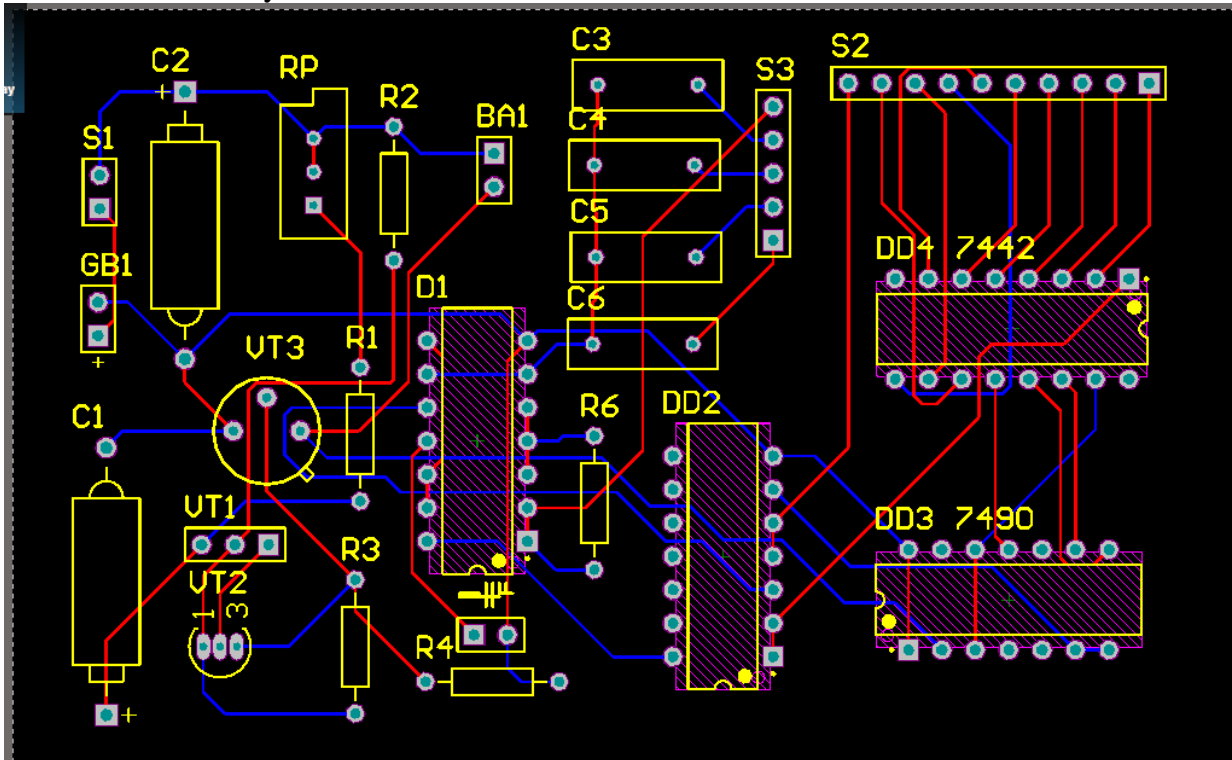 C2
RP
R2
S1
BA1
C3
C4
C5
C6
S3
S2
GB1
+
+
DD4 7442
D1
VT3
R1
C1
R6
DD2
VT1
VT2
1 3
R3
R4
DD3 7490
+
ay